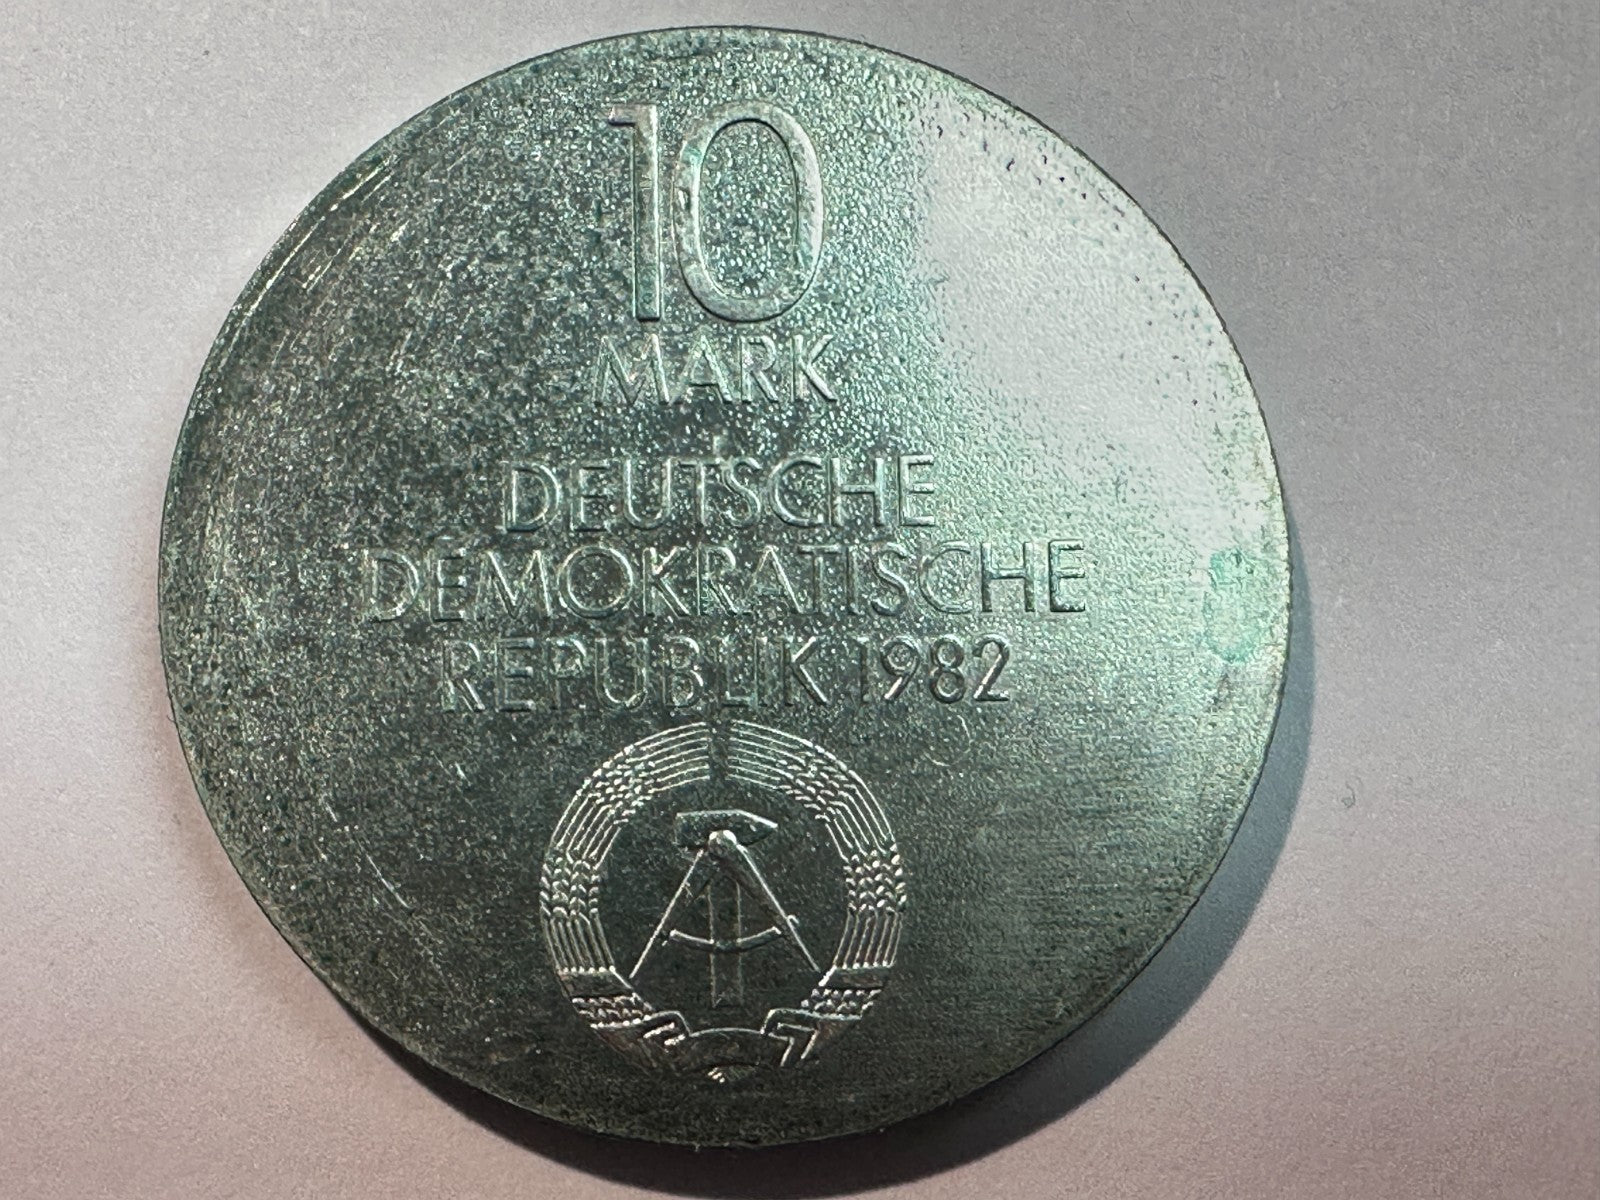 10
MARK
DEUTSCHE
DEMOKRATISCHE
REPUBLIK 1982